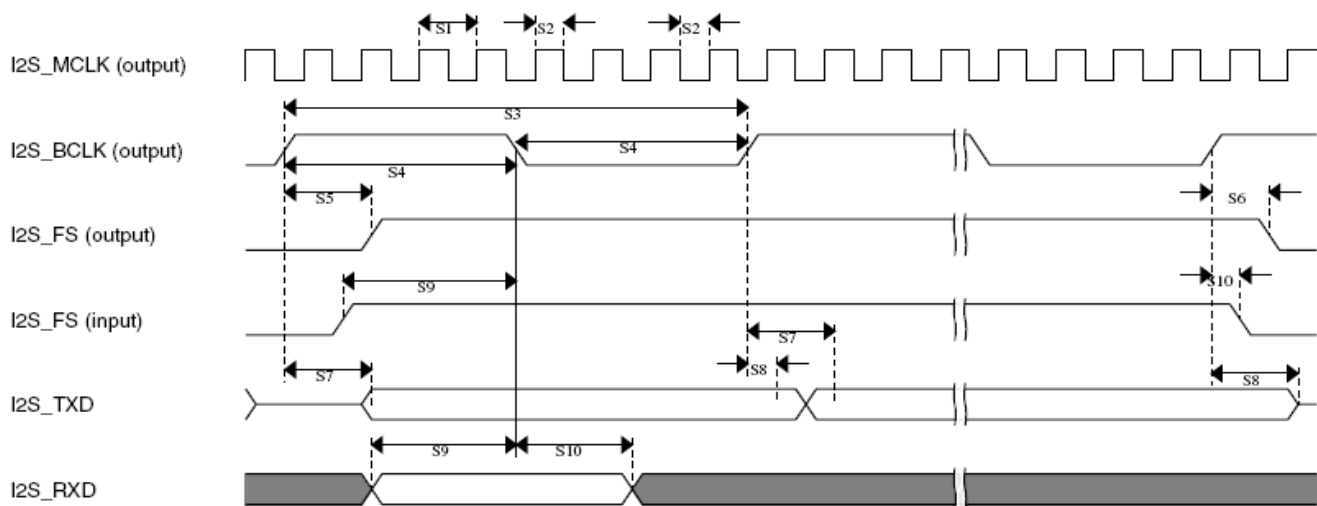 S1 S2 S2
I2S_MCLK (output)
S3
I2S_BCLK (output)
S4
S4
S5 S6
I2S_FS (output)
S9 S10
I2S_FS (input)
S7
S8
S7 S8
I2S_TXD
S9 S10
I2S_RXD